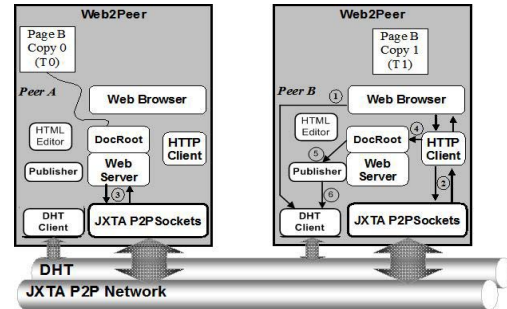 Web2Peer
Page B
Copy 0
(T0)
Peer A
Web Browser
HTML
Editor
DocRoot
HTTP
Client
Publisher
Web
Server
3
DHT
Client
JXTA P2PSockets
Web2Peer
Page B
Copy 1
(T1)
Peer B
1
Web Browser
HTML
Editor
DocRoot
4
HTTP
Client
5
Publisher
Web
Server
2
6
DHT
Client
JXTA P2PSockets
DHT
JXTA P2P Network